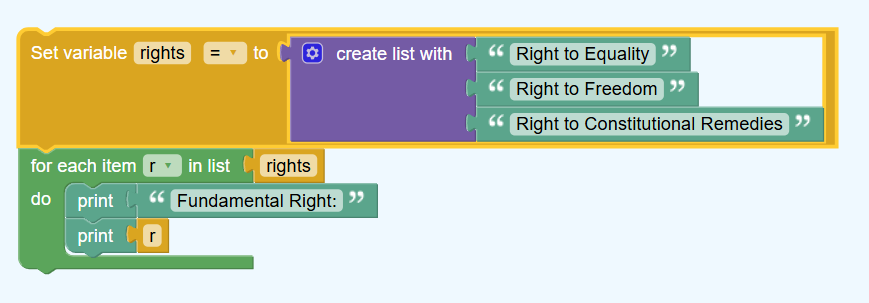 Set variable rights = to create list with “ Right to Equality ”
“ Right to Freedom ”
“ Right to Constitutional Remedies ”
for each item r in list rights
do print “ Fundamental Right: ”
print r